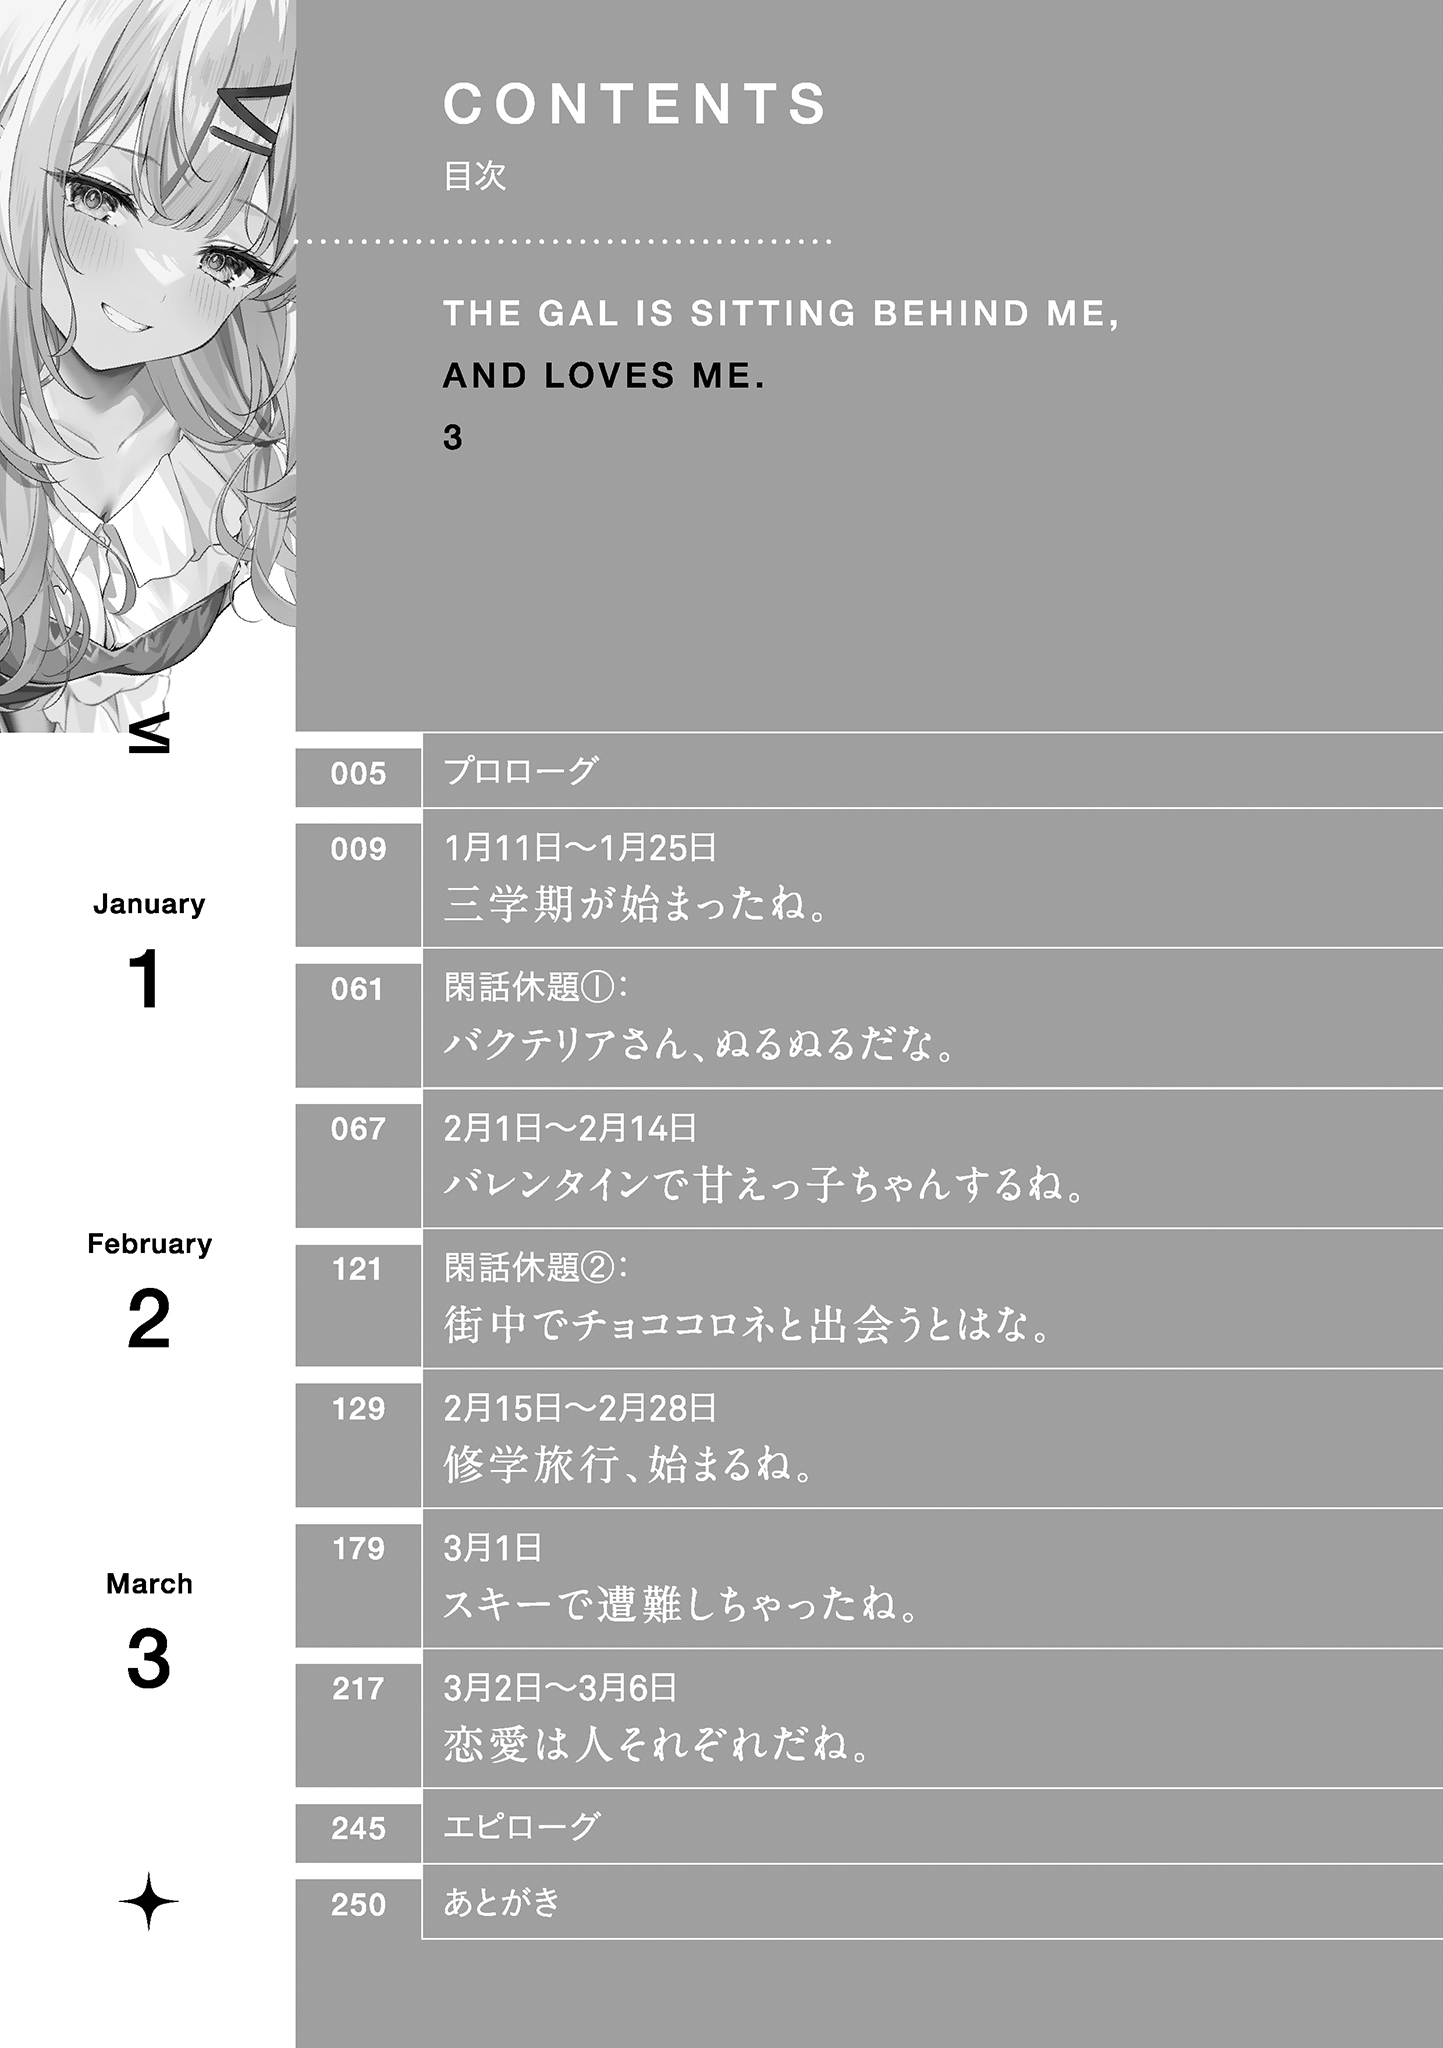 CONTENTS
目次
THE GAL IS SITTING BEHIND ME,
AND LOVES ME.
3
005 プロローグ
January
1
009 1月11日〜1月25日
三学期が始まったね。
061 閑話休題①：
バクテリアさん、ぬるぬるだな。
February
2
067 2月1日〜2月14日
バレンタインで甘えっ子ちゃんするね。
121 閑話休題②：
街中でチョココロネと出会うとはな。
129 2月15日〜2月28日
修学旅行、始まるね。
March
3
179 3月1日
スキーで遭難しちゃったね。
217 3月2日〜3月6日
恋愛は人それぞれだね。
245 エピローグ
250 あとがき